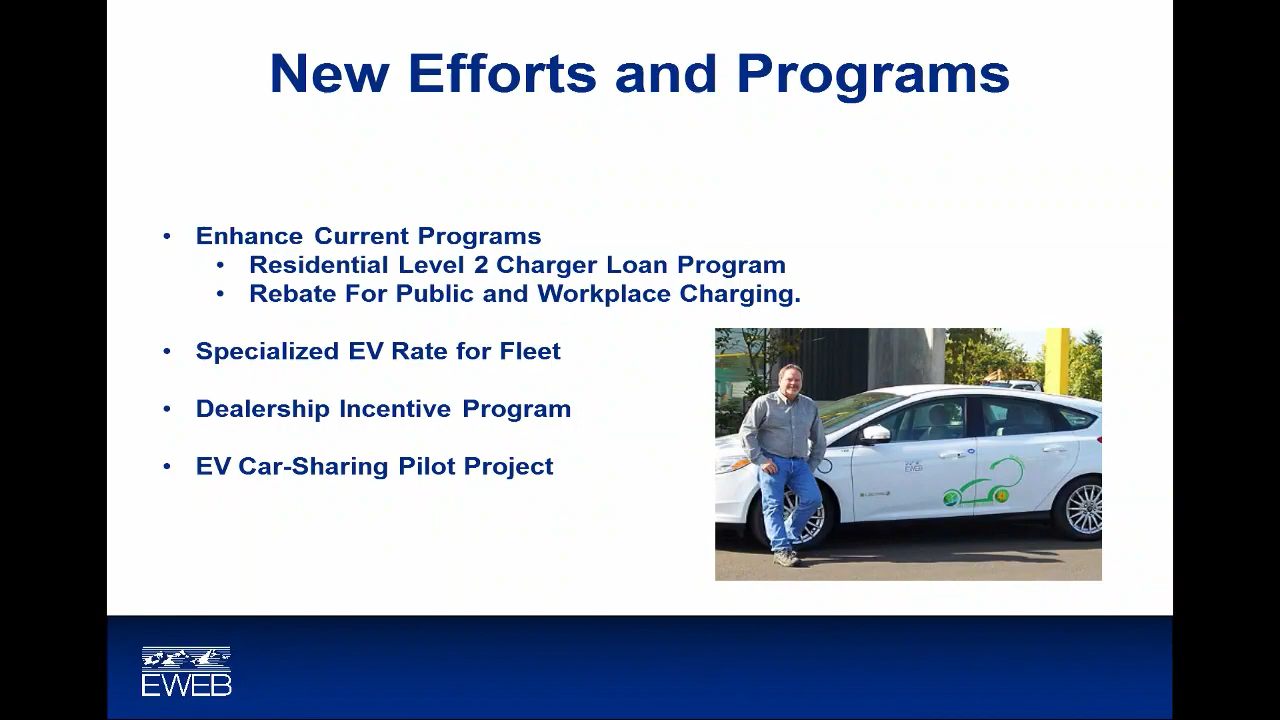 New Efforts and Programs
• Enhance Current Programs
• Residential Level 2 Charger Loan Program
• Rebate For Public and Workplace Charging.
• Specialized EV Rate for Fleet
• Dealership Incentive Program
• EV Car-Sharing Pilot Project
EWEB
EWEB